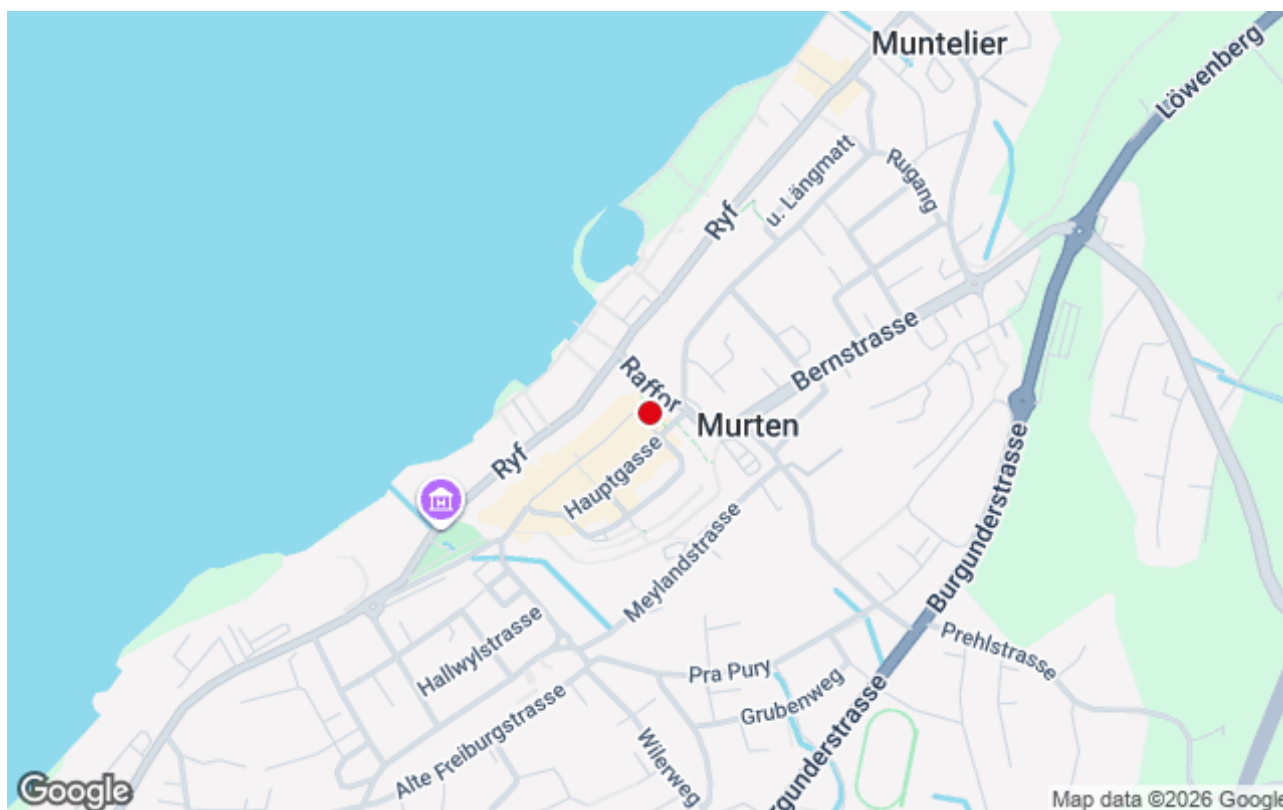 Muntelier
Löwenberg
u. Längmatt
Rugang
Ryf
Bernstrasse
Raffor
Murten
Ryf
Hauptgasse
Burgunderstrasse
Meylandstrasse
Prehlstrasse
Hallwylstrasse
Pra Pury
Grubenweg
Alte Freiburgstrasse
Wilerweg
urgunderstrasse
H
Google
Map data ©2026 Google